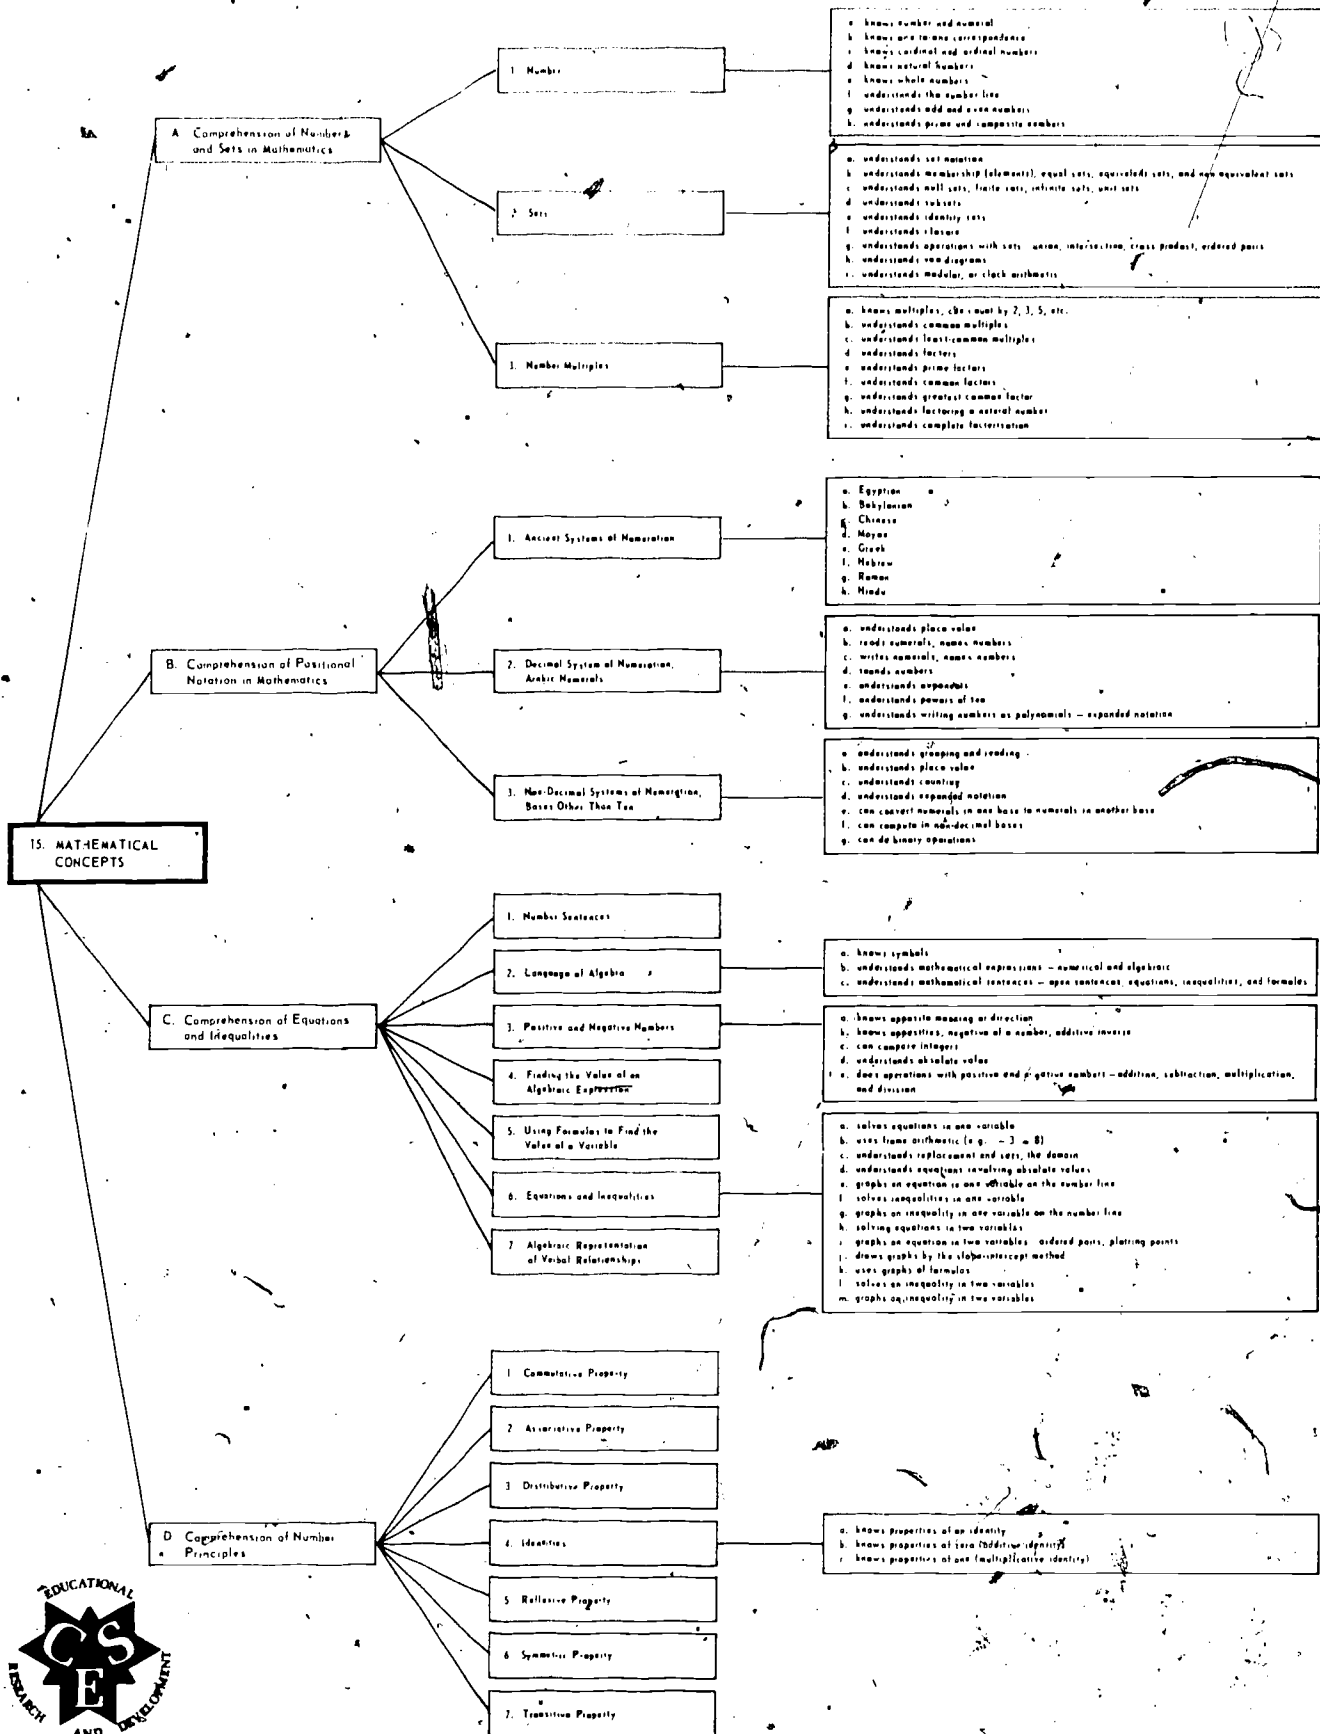 15. MATHEMATICAL
CONCEPTS
A. Comprehension of Numbers
and Sets in Mathematics
1. Number
a. knows number and numeral
b. knows one to one correspondence
c. knows cardinal and ordinal numbers
d. knows natural numbers
e. knows whole numbers
f. understands the number line
g. understands odd and even numbers
h. understands prime and composite numbers
2. Sets
a. understands set notation
b. understands membership (elements), equal sets, equivalent sets, and non equivalent sets
c. understands null sets, finite sets, infinite sets, unit sets
d. understands subsets
e. understands identity sets
f. understands closure
g. understands operations with sets union, intersection, cross product, ordered pairs
h. understands ven diagrams
i. understands modular, or clock arithmetic
3. Number Multiples
a. knows multiples, can count by 2, 3, 5, etc.
b. understands common multiples
c. understands least-common multiples
d. understands factors
e. understands prime factors
f. understands common factors
g. understands greatest common factor
h. understands factoring a natural number
i. understands complete factorisation
B. Comprehension of Positional
Notation in Mathematics
1. Ancient Systems of Numeration
a. Egyptian
b. Babylonian
c. Chinese
d. Mayan
e. Greek
f. Hebrew
g. Roman
h. Hindu
2. Decimal System of Numeration,
Arabic Numerals
a. understands place value
b. reads numerals, names numbers
c. writes numerals, names numbers
d. rounds numbers
e. understands exponents
f. understands powers of ten
g. understands writing numbers as polynomials – expanded notation
3. Non-Decimal Systems of Numeration,
Bases Other Than Ten
a. understands grouping and reading
b. understands place value
c. understands counting
d. understands expanded notation
e. can convert numerals in one base to numerals in another base
f. can compute in non-decimal bases
g. can do binary operations
C. Comprehension of Equations
and Inequalities
1. Number Sentences
2. Language of Algebra
a. knows symbols
b. understands mathematical expressions – numerical and algebraic
c. understands mathematical sentences – open sentences, equations, inequalities, and formulas
3. Positive and Negative Numbers
a. knows opposite meaning or direction
b. knows opposites, negative of a number, additive inverse
c. can compare integers
d. understands absolute value
e. does operations with positive and negative numbers – addition, subtraction, multiplication,
and division
4. Finding the Value of an
Algebraic Expression
5. Using Formulas to Find the
Value of a Variable
6. Equations and Inequalities
a. solves equations in one variable
b. uses frame arithmetic (e.g. – 3 = 8)
c. understands replacement and sets, the domain
d. understands equations involving absolute values
e. graphs an equation in one variable on the number line
f. solves inequalities in one variable
g. graphs an inequality in one variable on the number line
h. solving equations in two variables
i. graphs an equation in two variables ordered pairs, plotting points
j. draws graphs by the slope-intercept method
k. uses graphs of formulas
l. solves an inequality in two variables
m. graphs an inequality in two variables
7. Algebraic Representation
of Verbal Relationships
D. Comprehension of Number
Principles
1. Commutative Property
2. Associative Property
3. Distributive Property
4. Identities
a. knows properties of an identity
b. knows properties of zero (additive identity)
c. knows properties of one (multiplicative identity)
5. Reflexive Property
6. Symmetric Property
7. Transitive Property
EDUCATIONAL
CSE
RESEARCH
AND
DEVELOPMENT